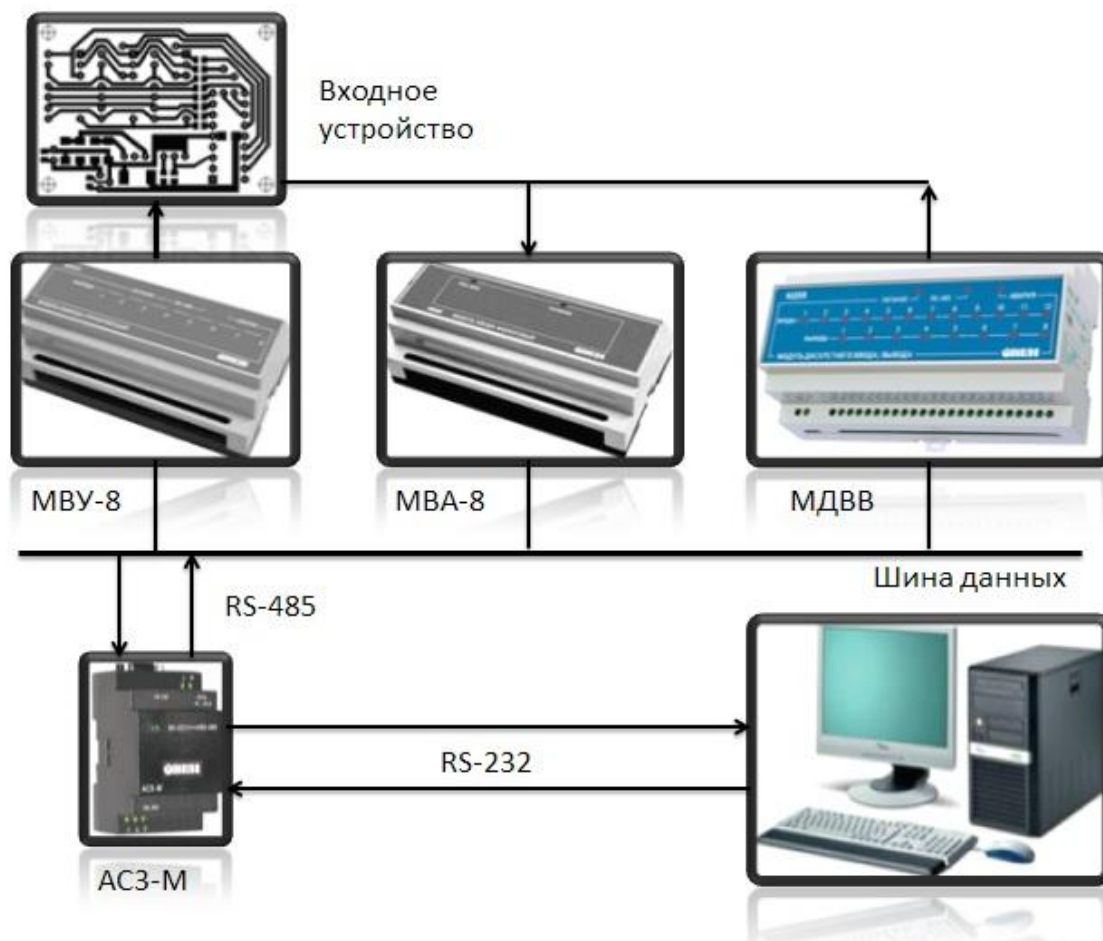 Входное
устройство
МВУ-8
МВА-8
МДВВ
Шина данных
RS-485
RS-232
АС3-М